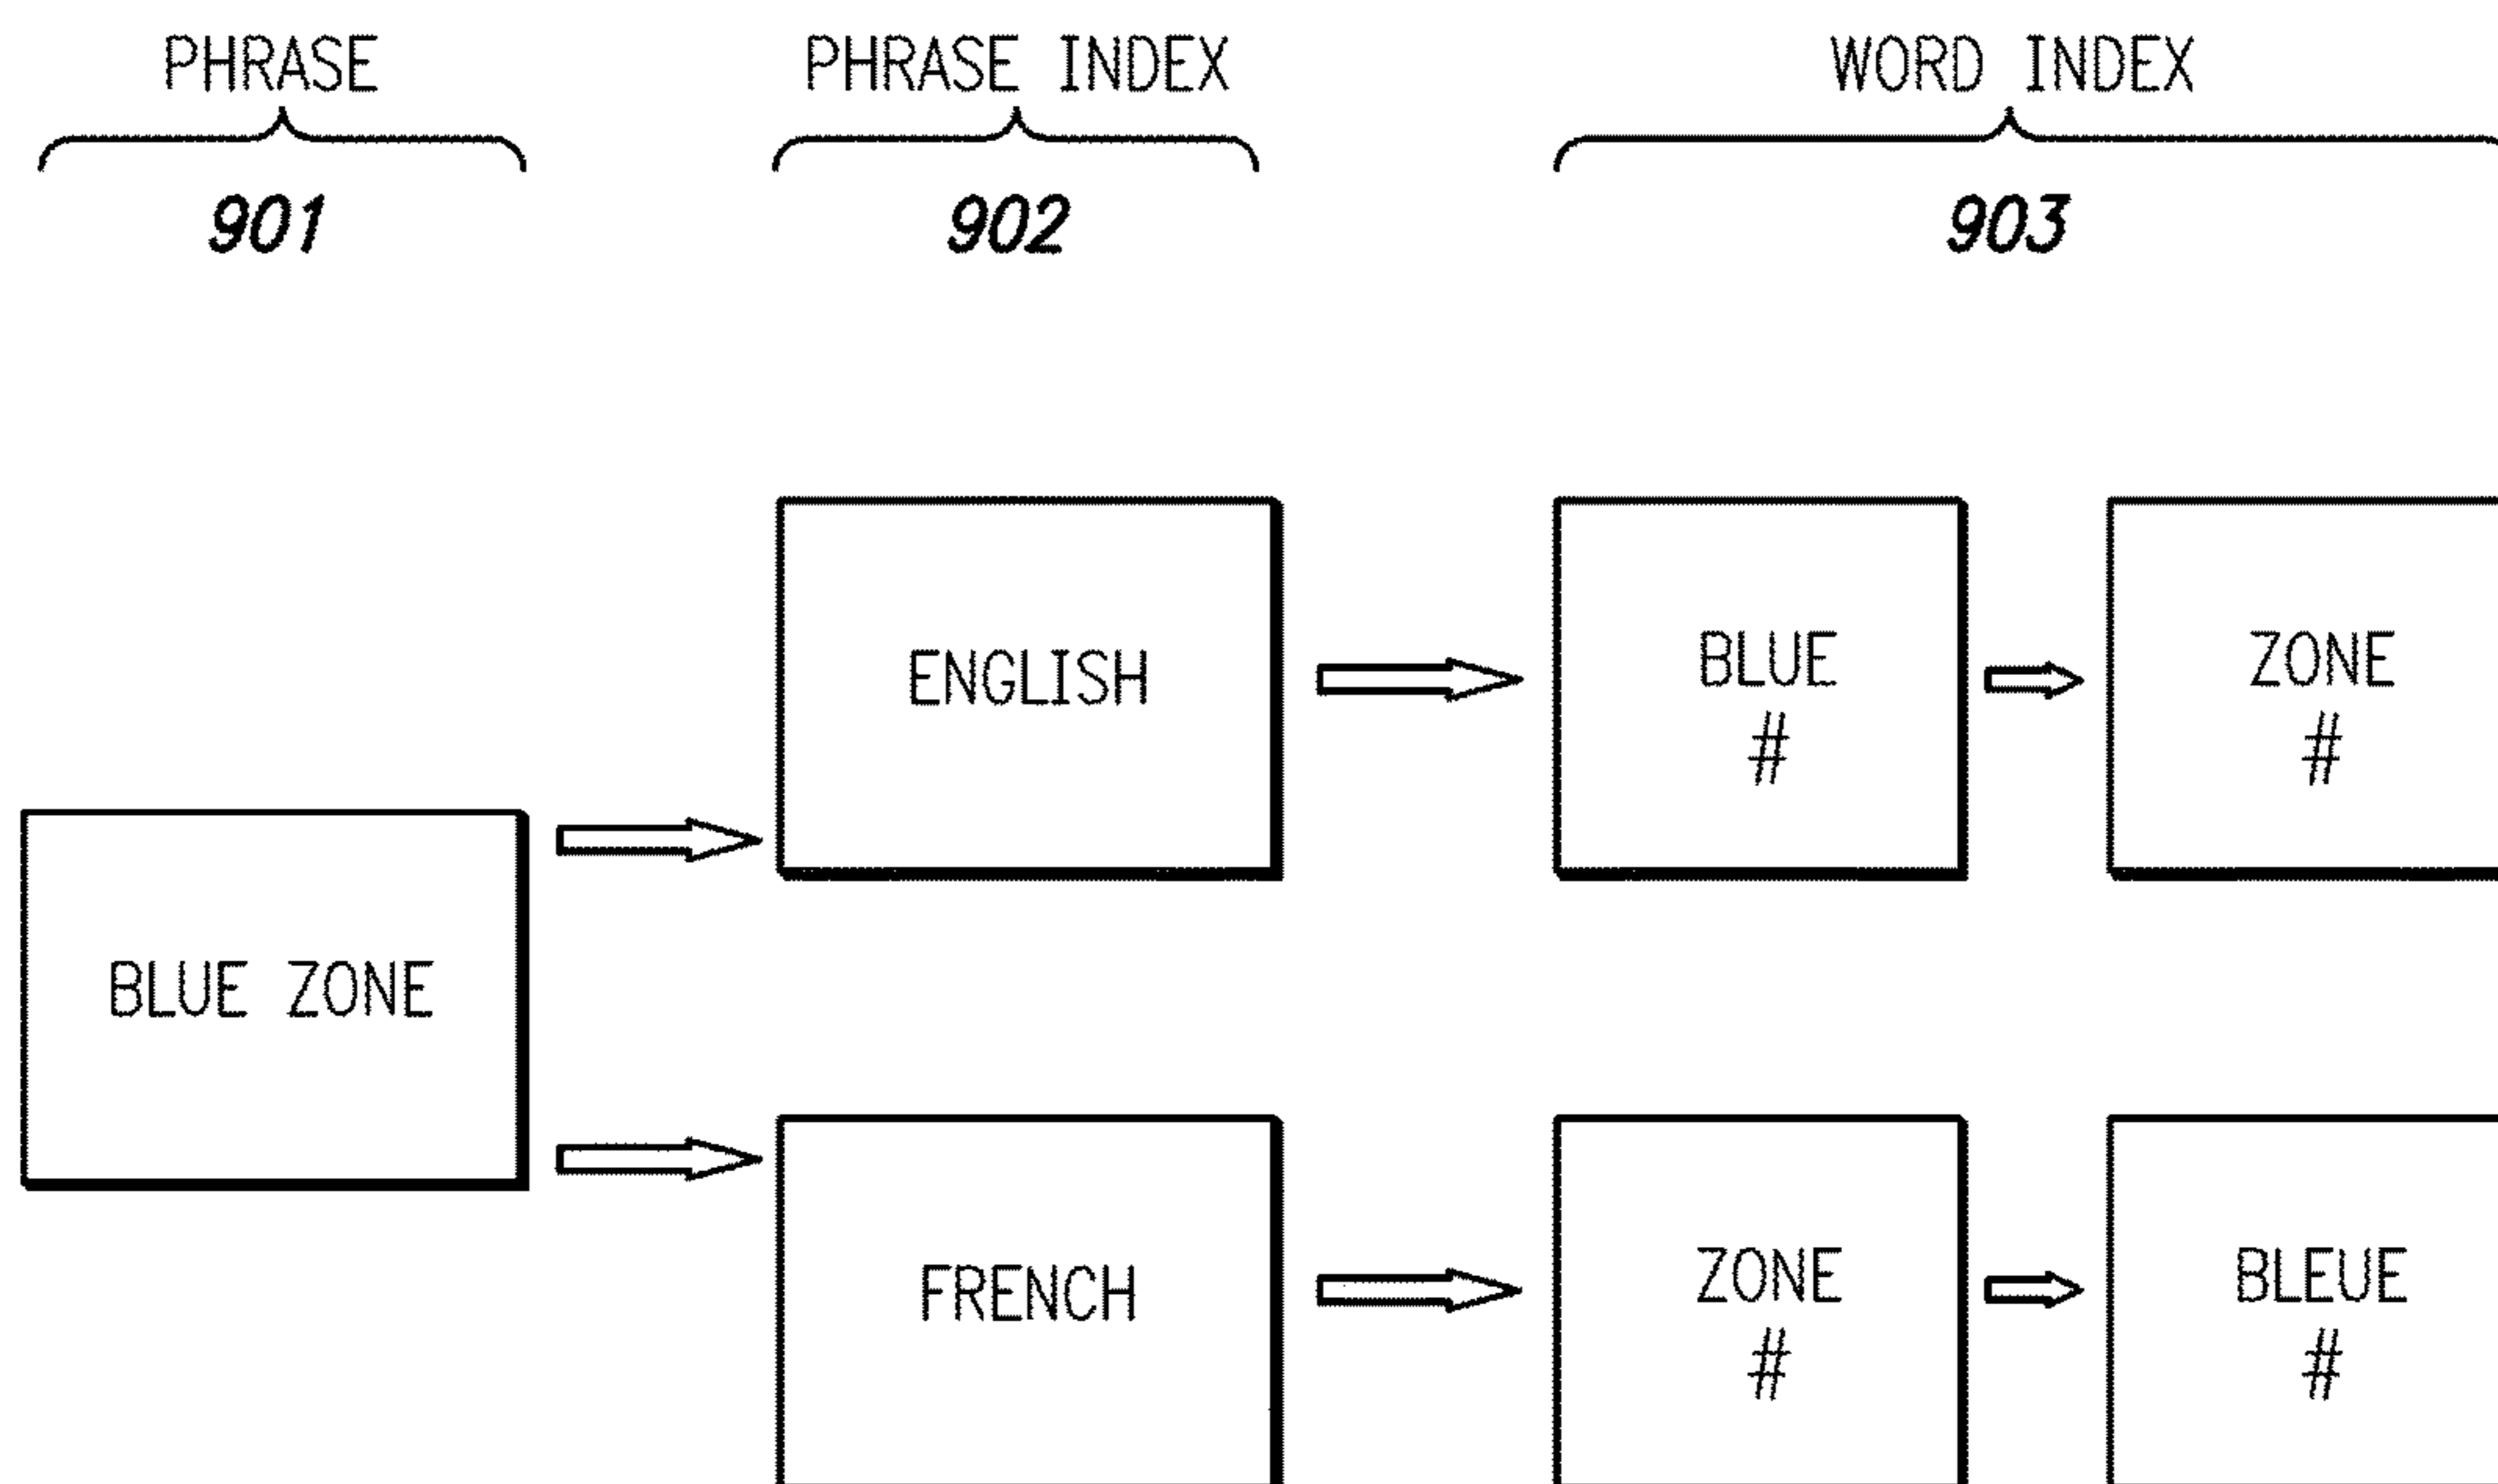 PHRASE
PHRASE INDEX
WORD INDEX
901
902
903
ENGLISH
BLUE
#
ZONE
#
BLUE ZONE
FRENCH
ZONE
#
BLEUE
#